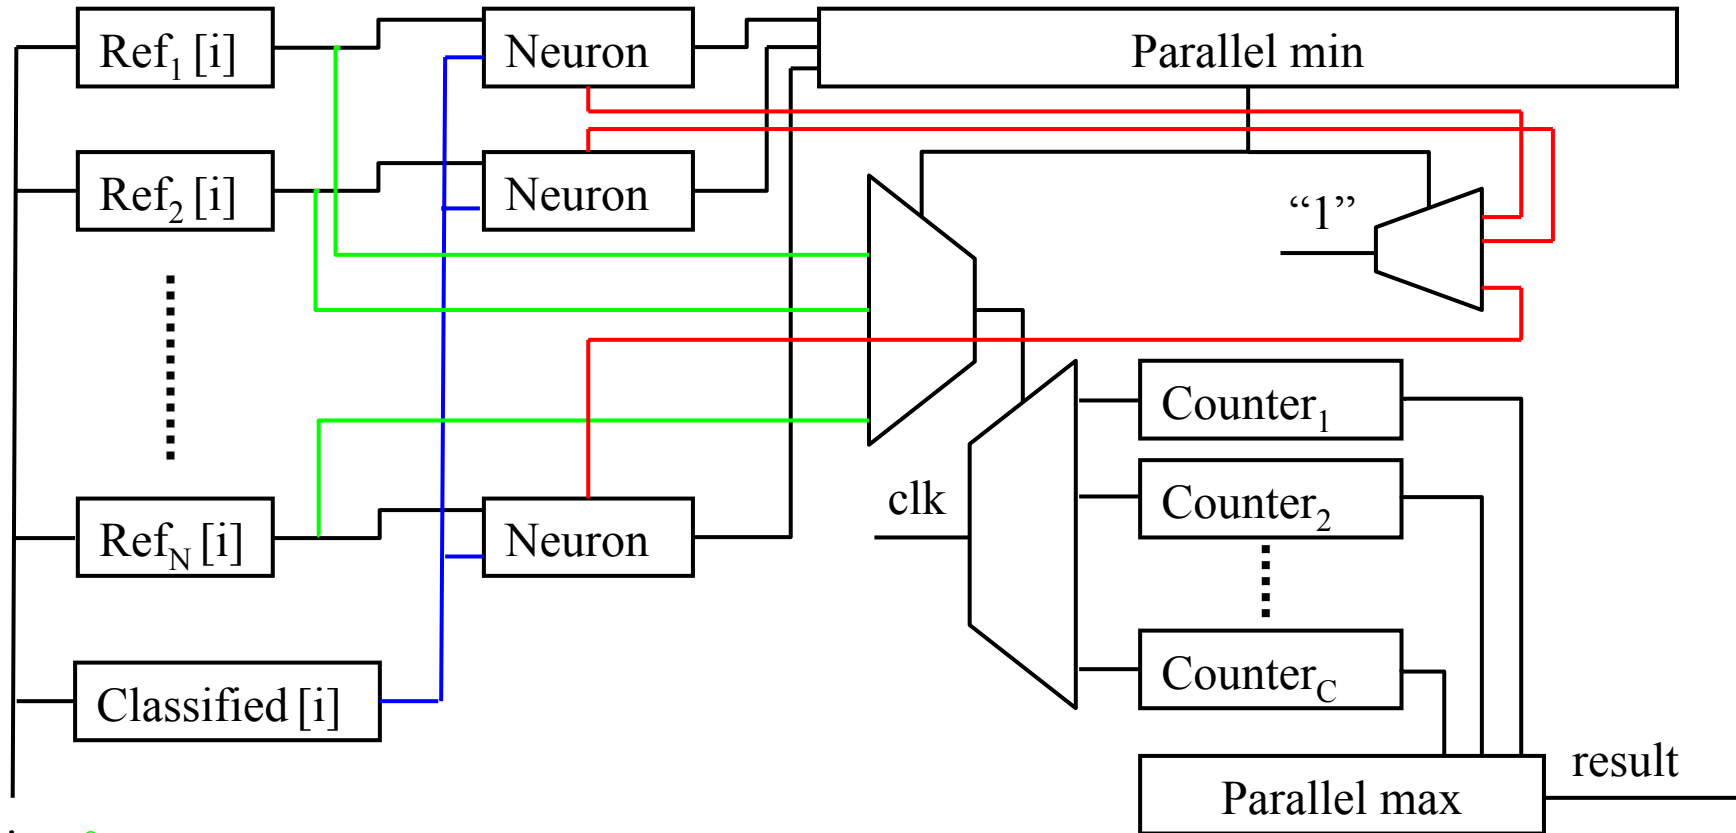 Ref1 [i]
Neuron
Parallel min
Ref2 [i]
Neuron
“1”
Counter1
clk
Counter2
RefN [i]
Neuron
CounterC
Classified [i]
result
Parallel max